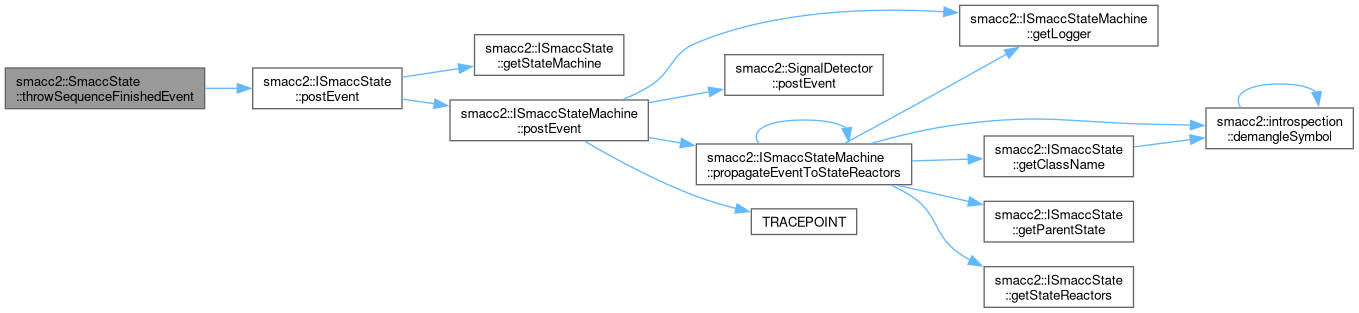 smacc2::SmaccState
::throwSequenceFinishedEvent
smacc2::ISmaccState
::postEvent
smacc2::ISmaccState
::getStateMachine
smacc2::ISmaccStateMachine
::postEvent
smacc2::ISmaccStateMachine
::getLogger
smacc2::SignalDetector
::postEvent
smacc2::ISmaccStateMachine
::propagateEventToStateReactors
TRACEPOINT
smacc2::introspection
::demangleSymbol
smacc2::ISmaccState
::getClassName
smacc2::ISmaccState
::getParentState
smacc2::ISmaccState
::getStateReactors